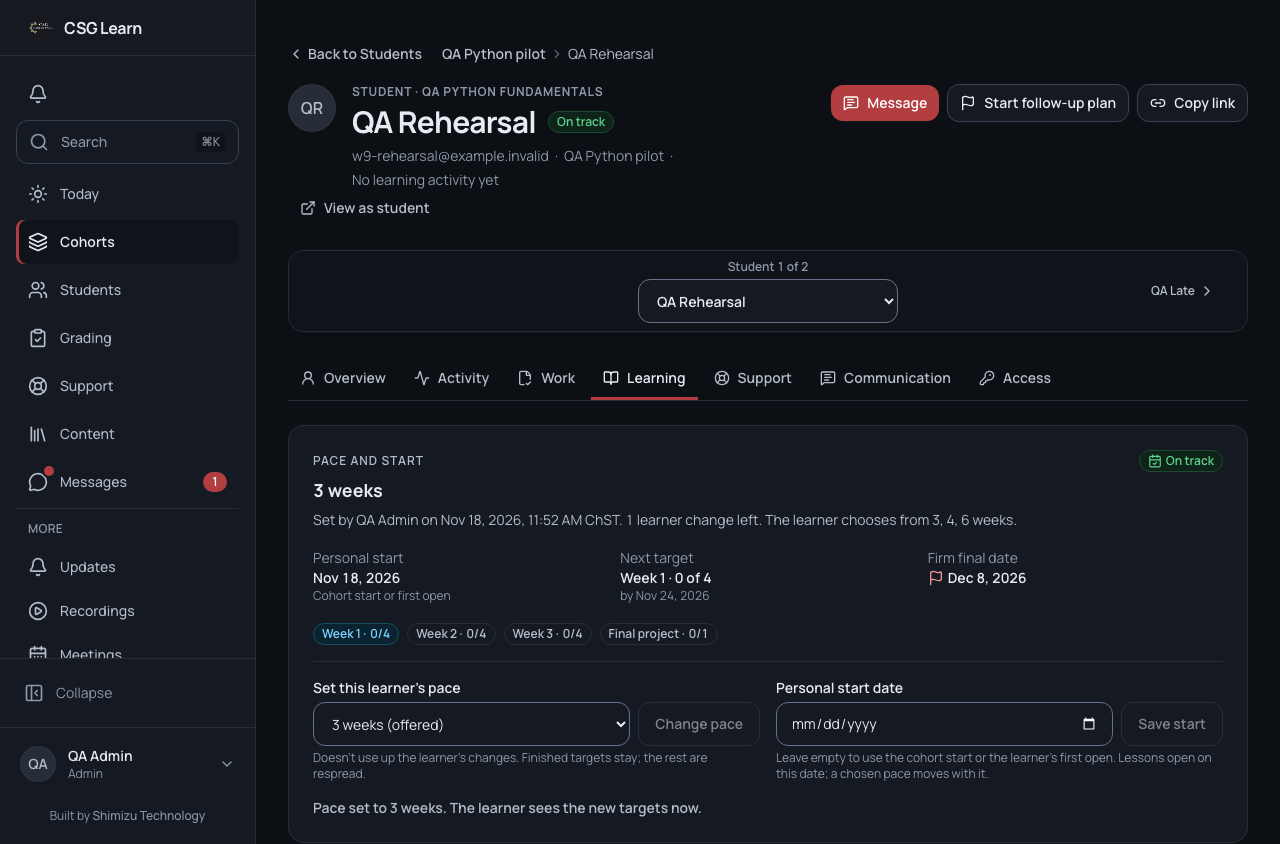 CSG Learn
Search
⌘K
Today
Cohorts
Students
Grading
Support
Content
Messages
1
MORE
Updates
Recordings
Meetings
Collapse
QA
QA Admin
Admin
Built by Shimizu Technology
Back to Students
QA Python pilot
QA Rehearsal
QR
STUDENT · QA PYTHON FUNDAMENTALS
QA Rehearsal
On track
w9-rehearsal@example.invalid · QA Python pilot ·
No learning activity yet
View as student
Message
Start follow-up plan
Copy link
Student 1 of 2
QA Rehearsal
QA Late
Overview
Activity
Work
Learning
Support
Communication
Access
PACE AND START
On track
3 weeks
Set by QA Admin on Nov 18, 2026, 11:52 AM ChST. 1 learner change left. The learner chooses from 3, 4, 6 weeks.
Personal start
Nov 18, 2026
Cohort start or first open
Next target
Week 1 · 0 of 4
by Nov 24, 2026
Firm final date
Dec 8, 2026
Week 1 · 0/4
Week 2 · 0/4
Week 3 · 0/4
Final project · 0/1
Set this learner's pace
3 weeks (offered)
Change pace
Doesn't use up the learner's changes. Finished targets stay; the rest are
respread.
Personal start date
mm/dd/yyyy
Save start
Leave empty to use the cohort start or the learner's first open. Lessons open on
this date; a chosen pace moves with it.
Pace set to 3 weeks. The learner sees the new targets now.